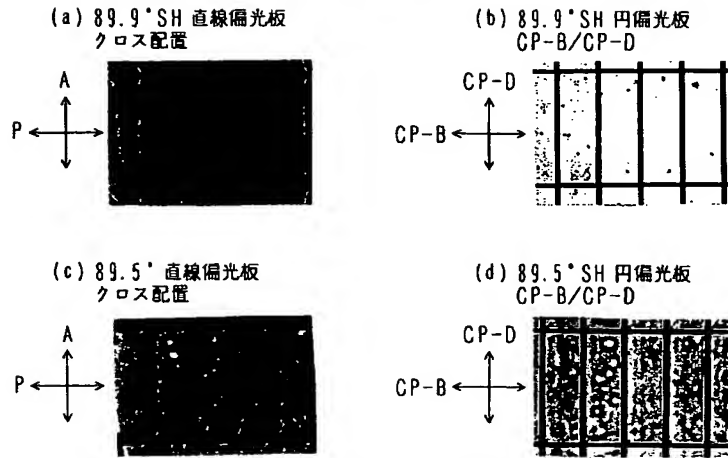 (a) 89.9°SH 直線偏光板
クロス配置
A
P
(b) 89.9°SH 円偏光板
CP-B/CP-D
CP-D
CP-B
(c) 89.5° 直線偏光板
クロス配置
A
P
(d) 89.5°SH 円偏光板
CP-B/CP-D
CP-D
CP-B